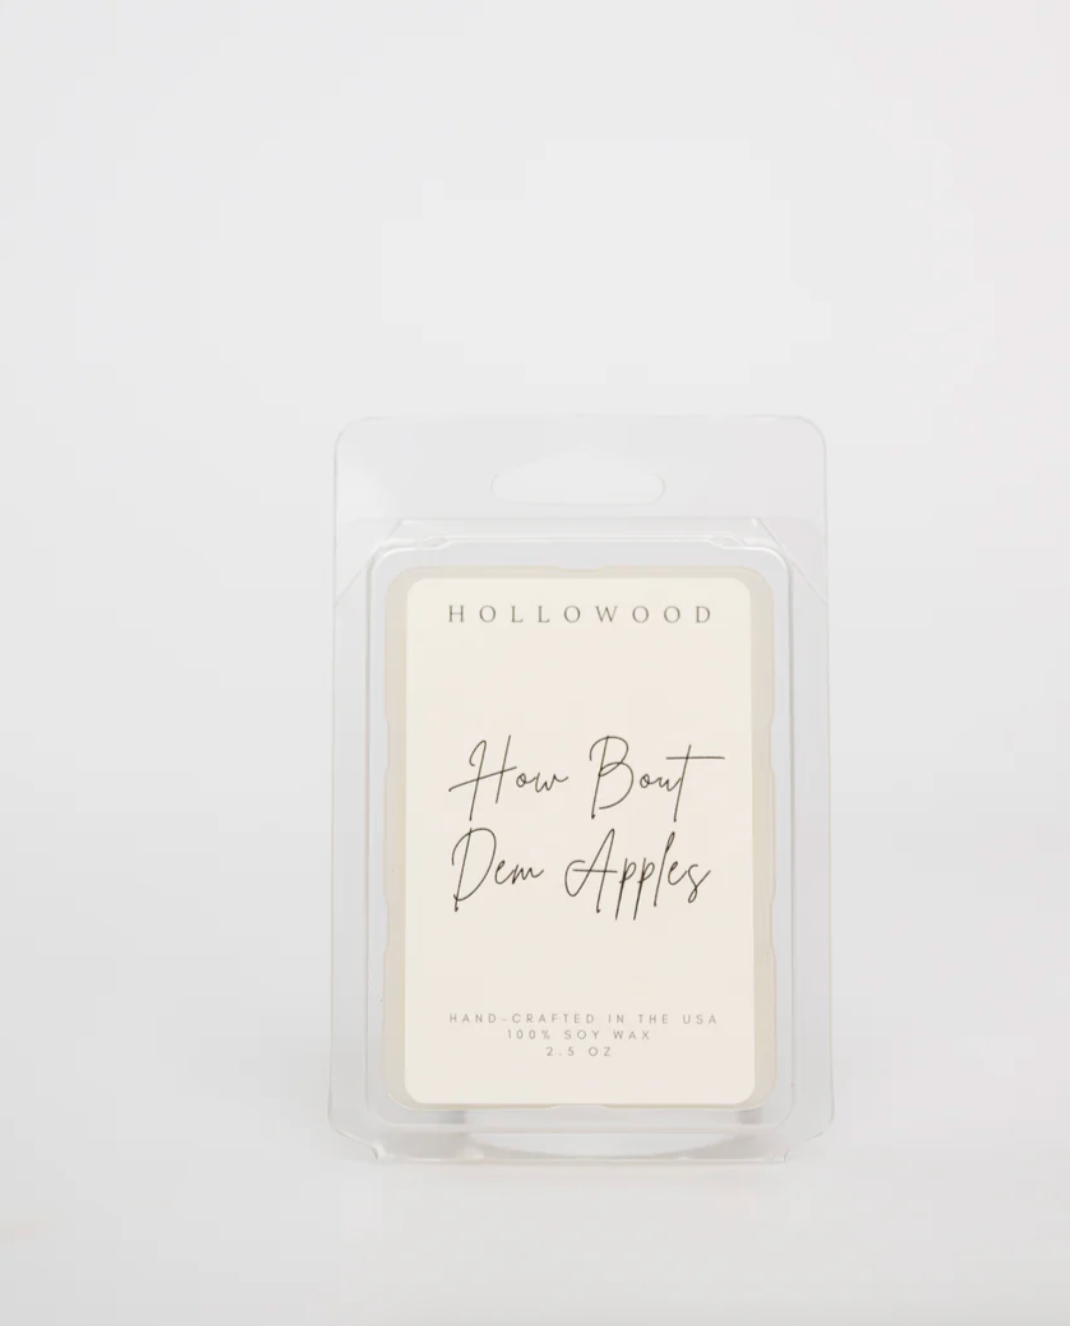 HOLLOWOOD
How Bout
Dem Apples
HAND-CRAFTED IN THE USA
100% SOY WAX
2.5 OZ